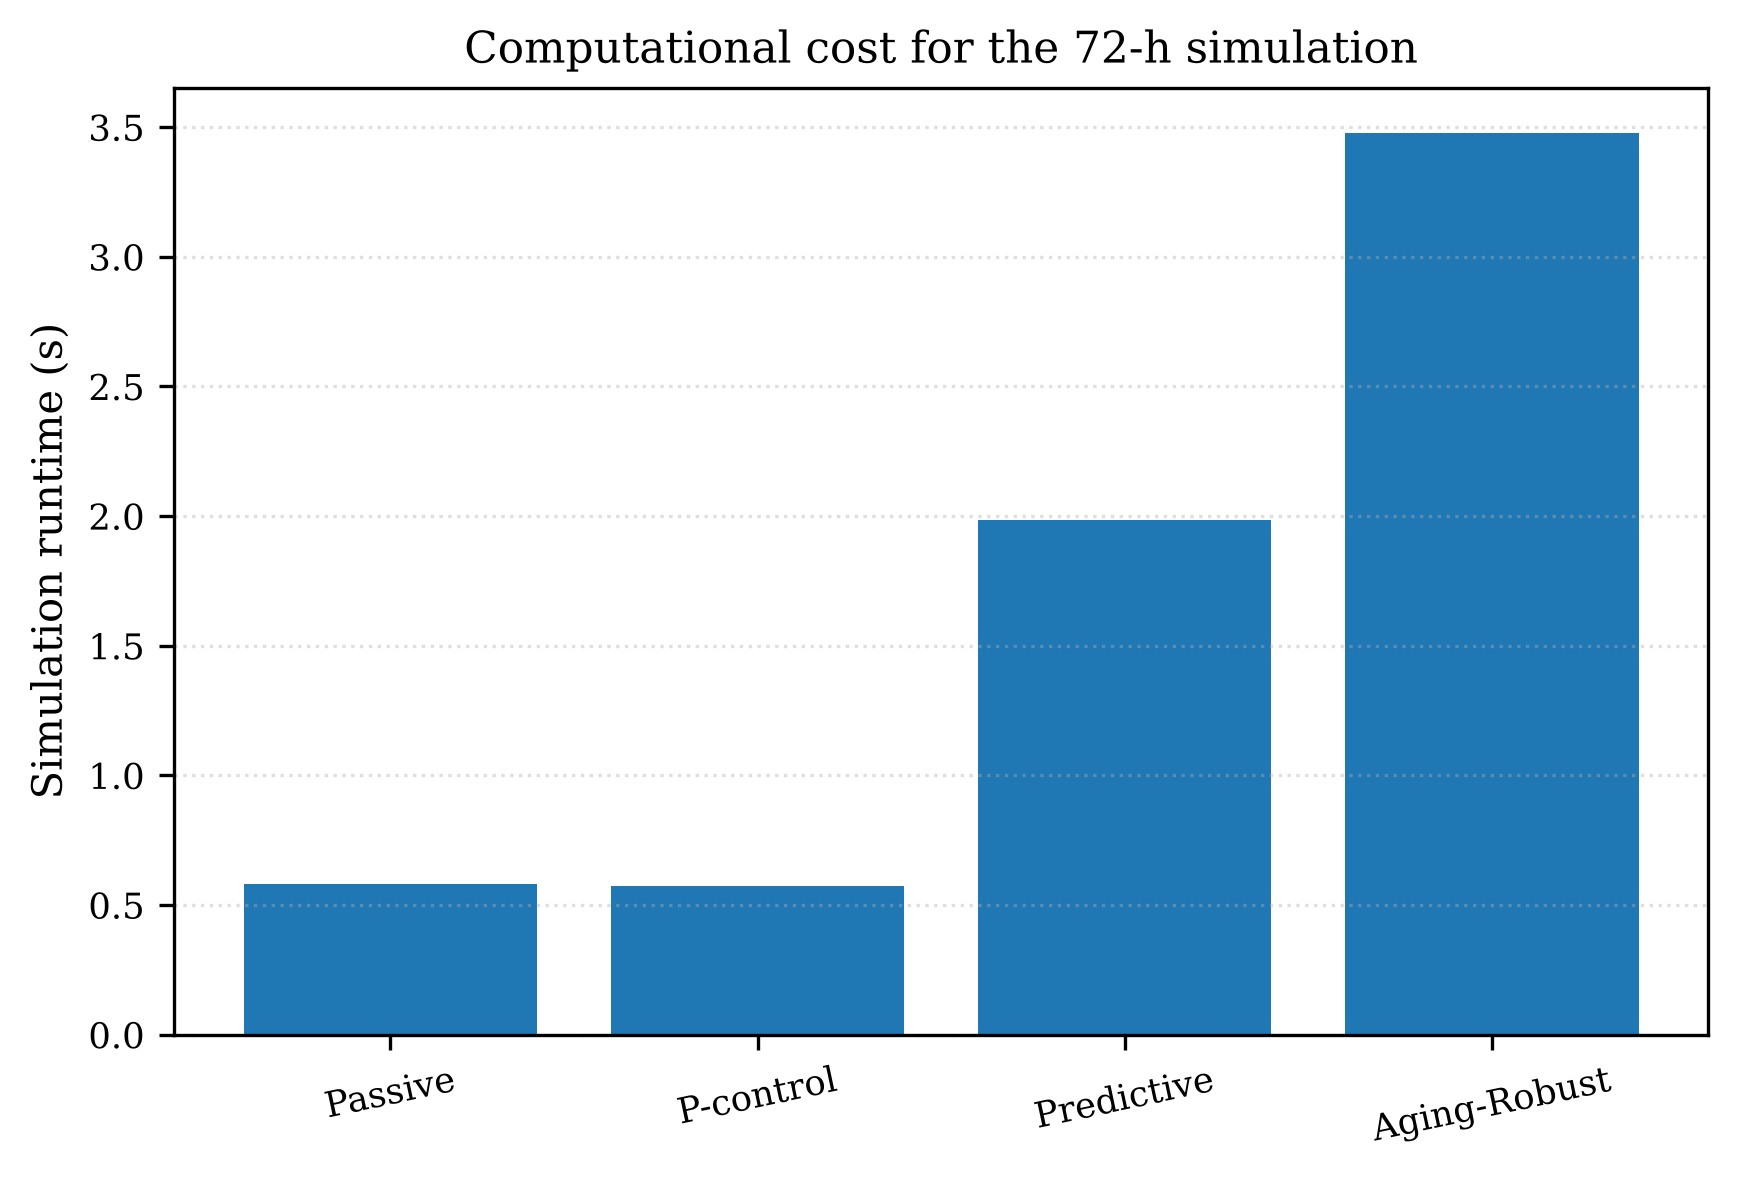 Computational cost for the 72-h simulation
Simulation runtime (s)
3.5
3.0
2.5
2.0
1.5
1.0
0.5
0.0
Passive
P-control
Predictive
Aging-Robust